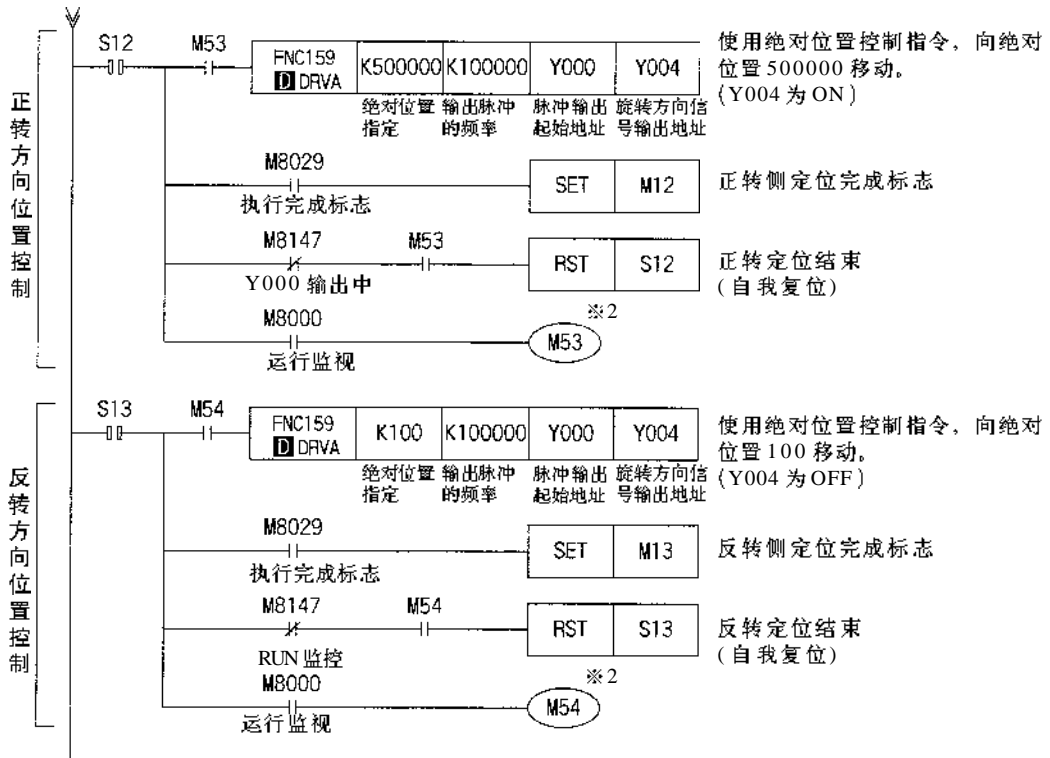 正转方向位置控制
S12
M53
FNC159
D DRVA
K500000
K100000
Y000
Y004
绝对位置
指定
输出脉冲
的频率
脉冲输出
起始地址
旋转方向信
号输出地址
使用绝对位置控制指令，向绝对
位置500000移动。
(Y004为ON)
M8029
执行完成标志
SET
M12
正转侧定位完成标志
M8147
Y000输出中
M53
RST
S12
正转定位结束
(自我复位)
M8000
运行监视
※2
M53
反转方向位置控制
S13
M54
FNC159
D DRVA
K100
K100000
Y000
Y004
绝对位置
指定
输出脉冲
的频率
脉冲输出
起始地址
旋转方向信
号输出地址
使用绝对位置控制指令，向绝对
位置100移动。
(Y004为OFF)
M8029
执行完成标志
SET
M13
反转侧定位完成标志
M8147
RUN监控
M54
RST
S13
反转定位结束
(自我复位)
M8000
运行监视
※2
M54